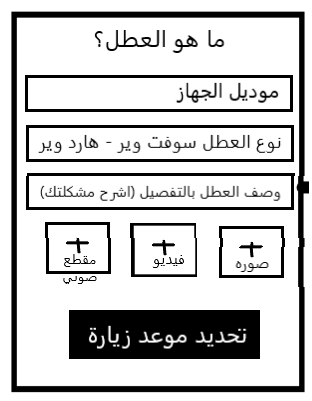 ما هو العطل؟
موديل الجهاز
نوع العطل سوفت وير - هارد وير
وصف العطل بالتفصيل (اشرح مشكلتك)
صوره
فيديو
مقطع
صوتي
تحديد موعد زيارة